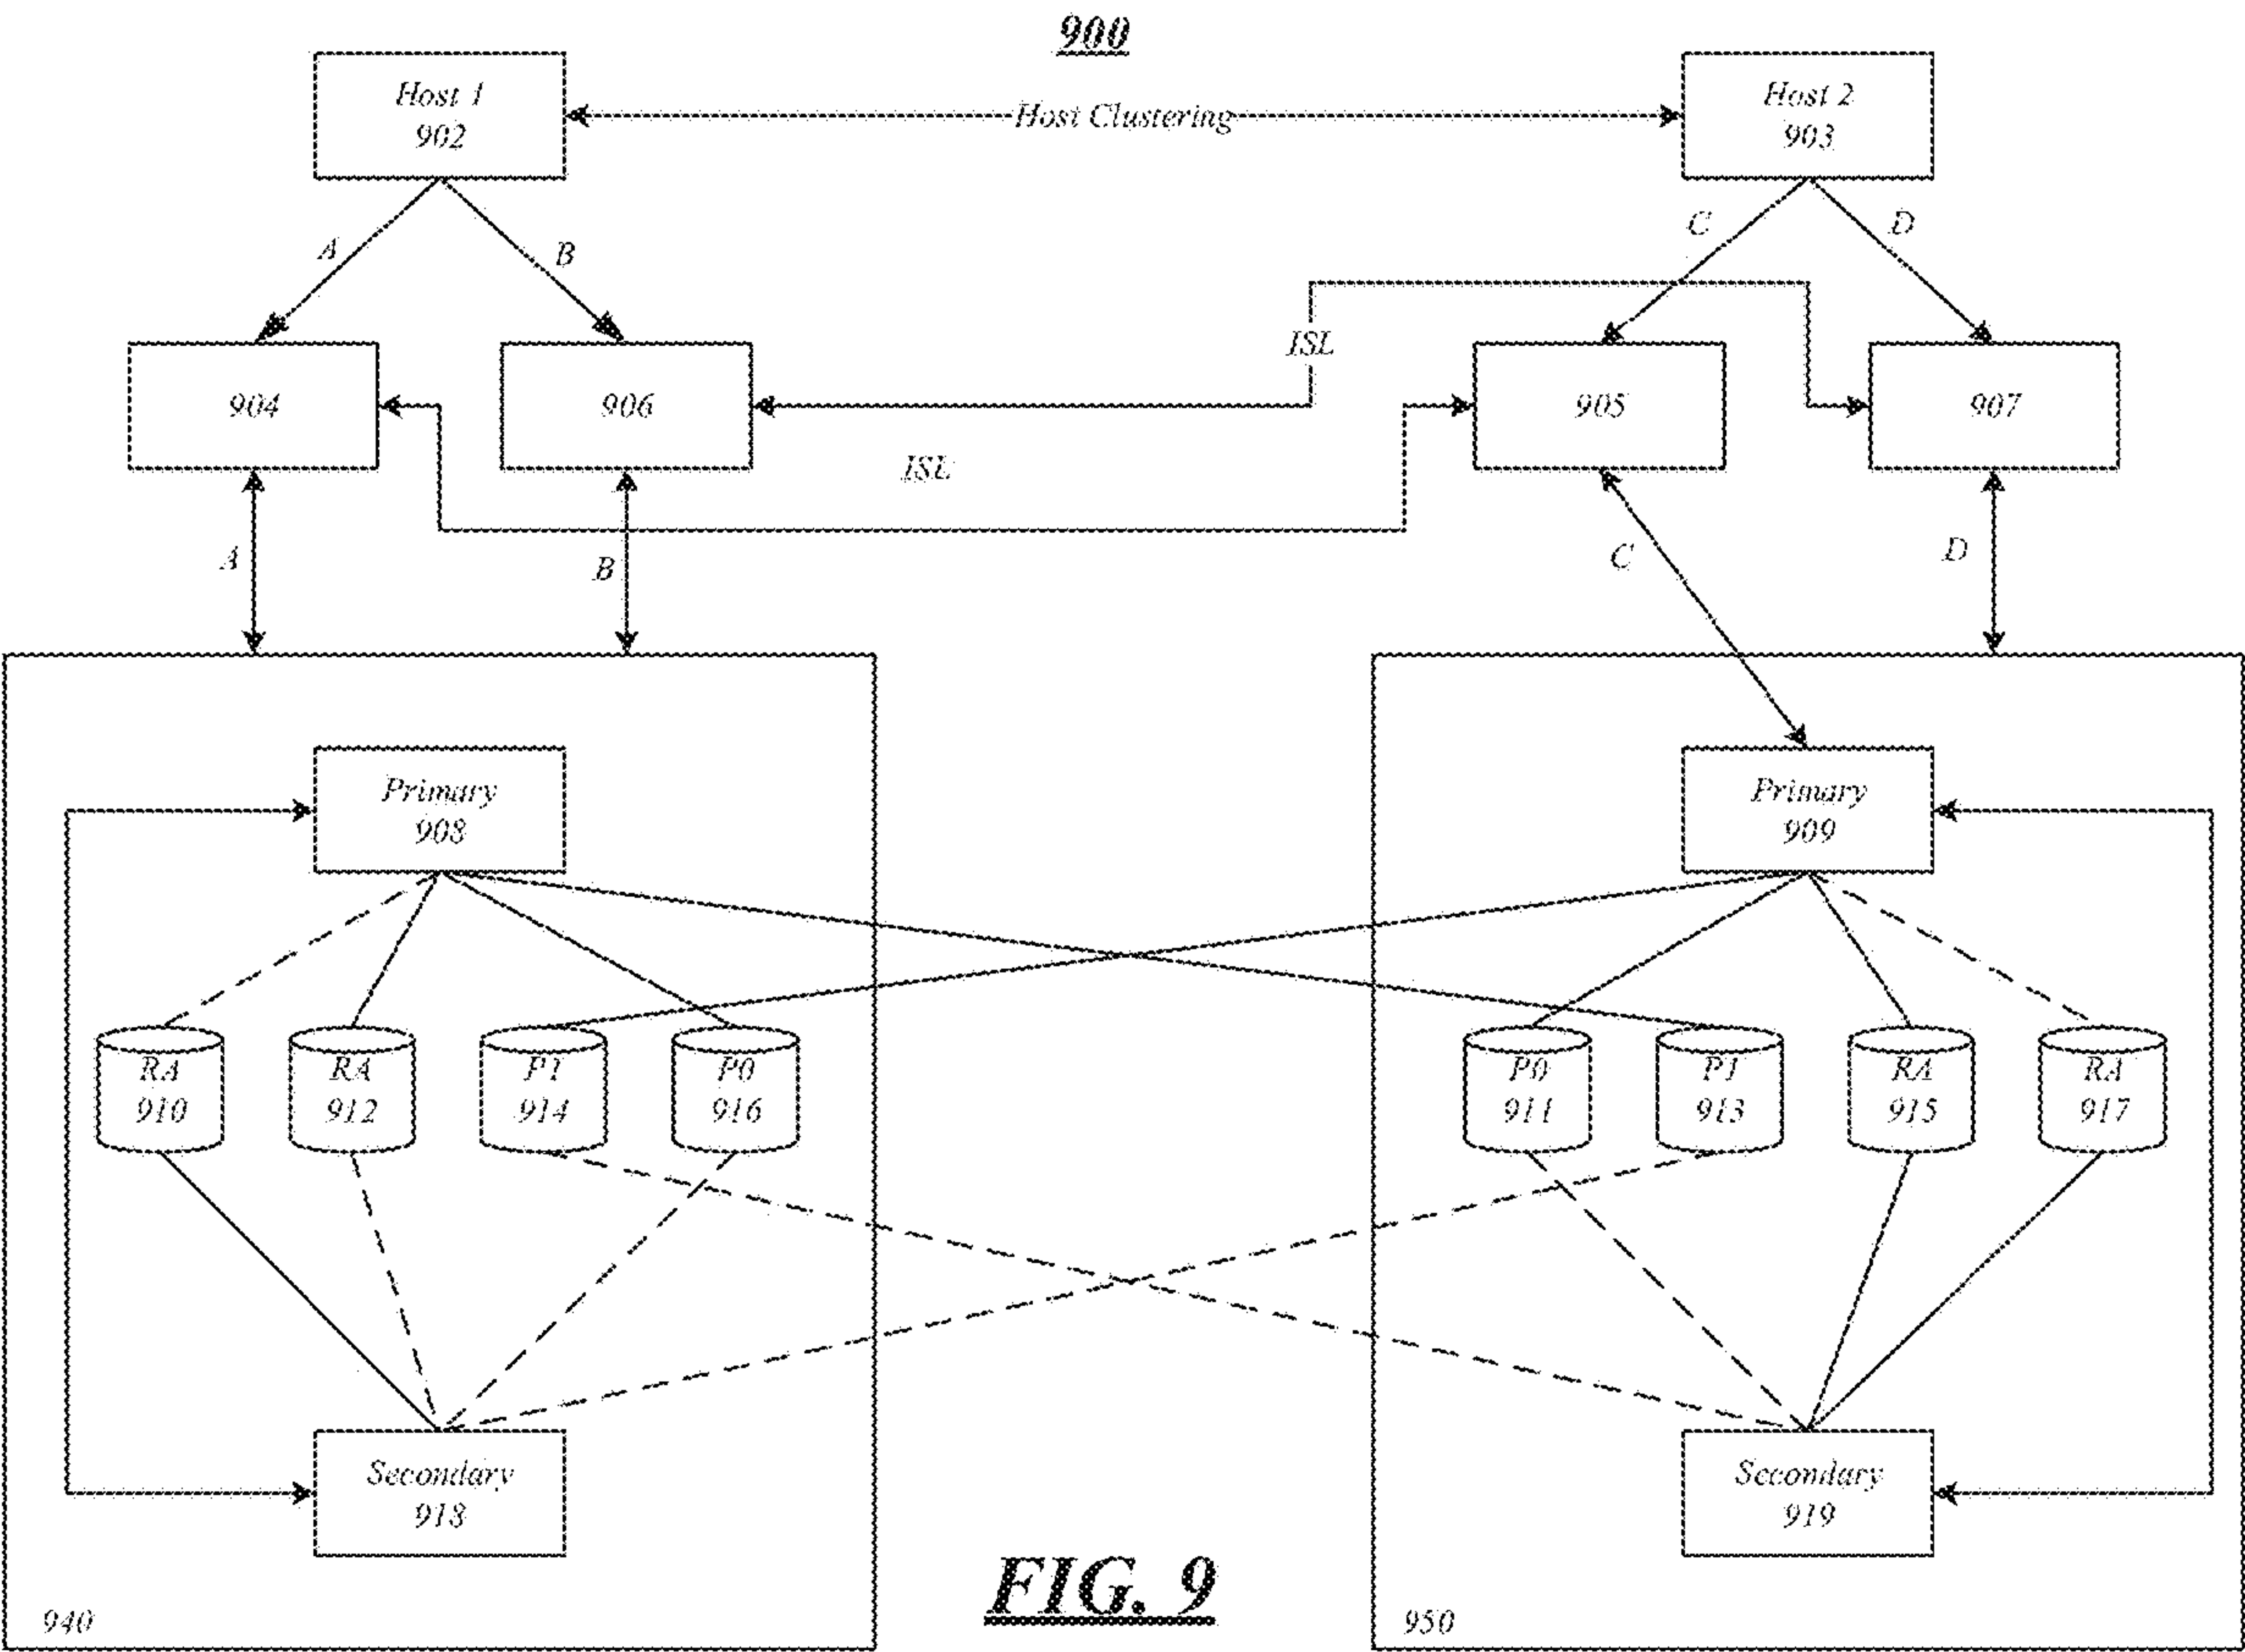 900
Host 1
902
Host Clustering
Host 2
903
A
B
C
D
ISL
904
906
905
907
ISL
A
B
C
D
Primary
908
Primary
909
RA
910
RA
912
P1
914
P0
916
P0
911
P1
913
RA
915
RA
917
Secondary
918
Secondary
919
FIG. 9
940
950